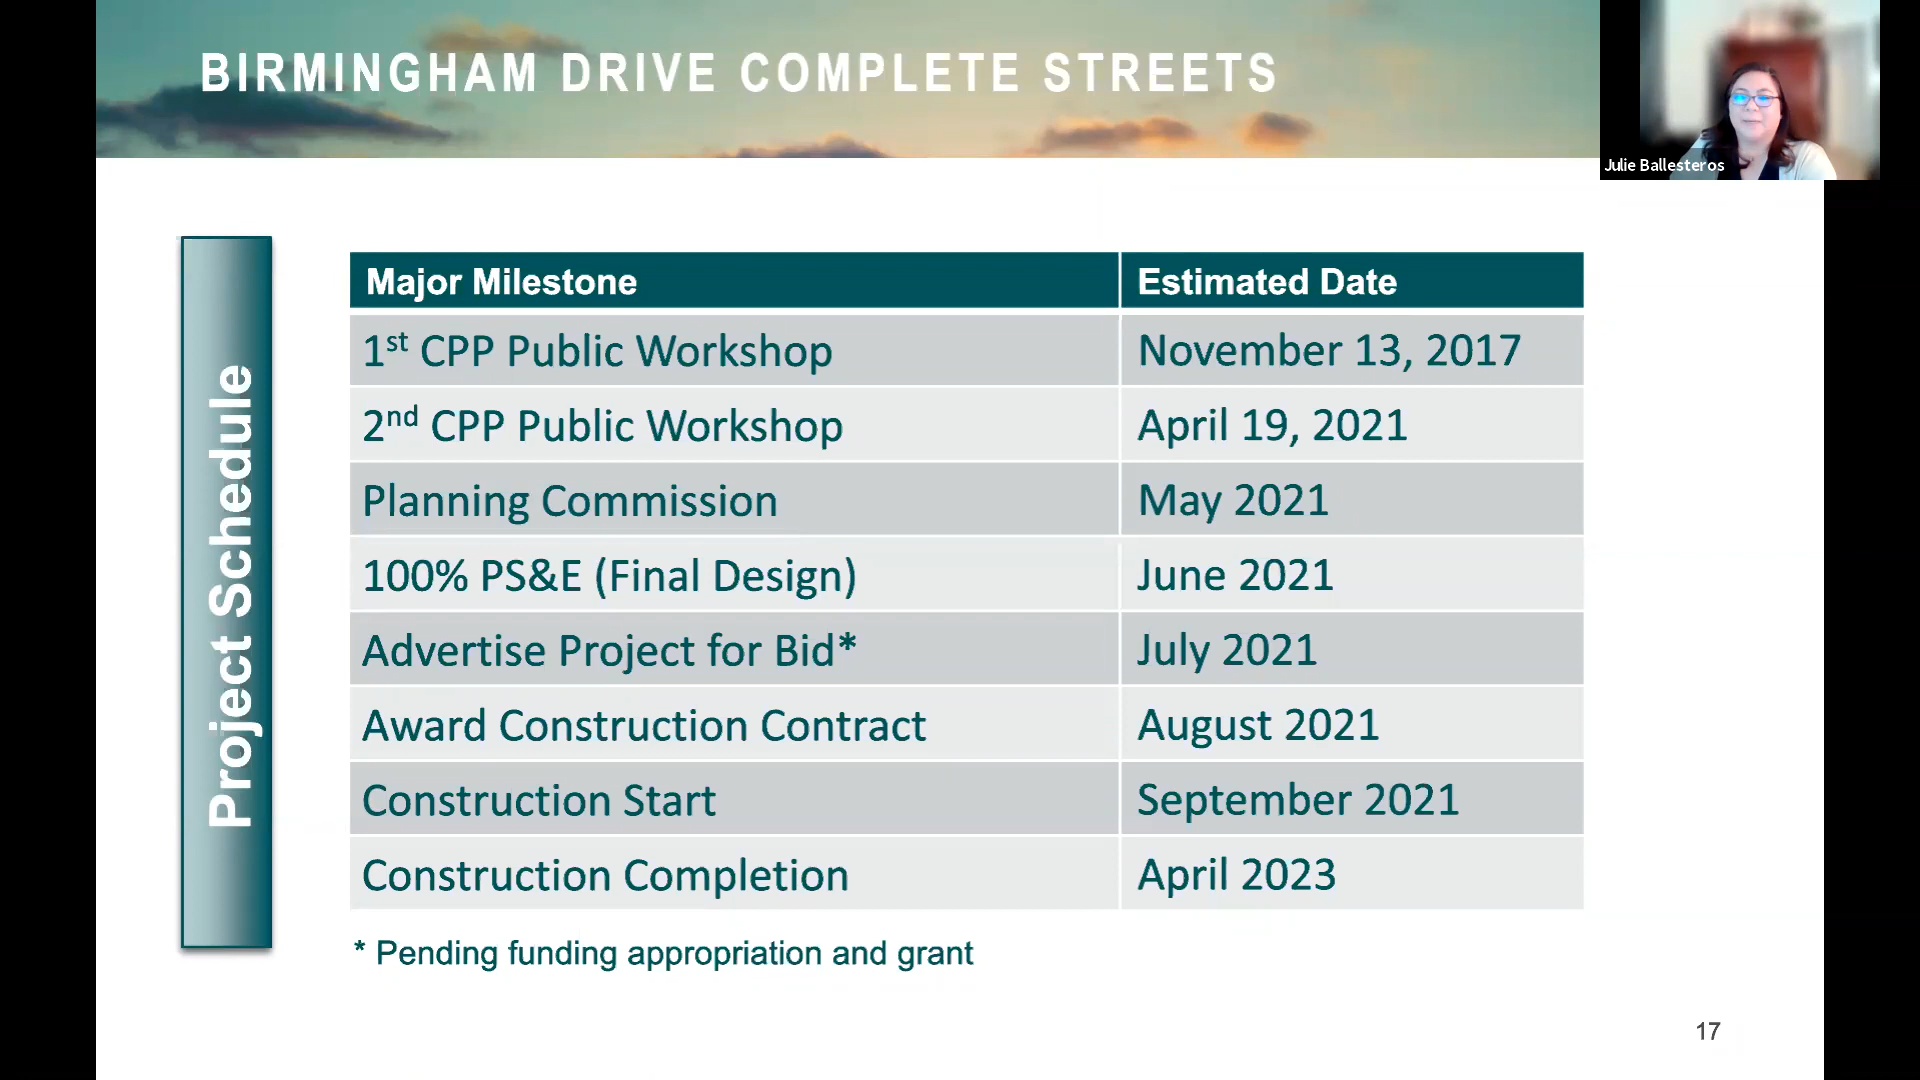 BIRMINGHAM DRIVE COMPLETE STREETS
Julie Ballesteros
Project Schedule
Major Milestone Estimated Date
1st CPP Public Workshop November 13, 2017
2nd CPP Public Workshop April 19, 2021
Planning Commission May 2021
100% PS&E (Final Design) June 2021
Advertise Project for Bid* July 2021
Award Construction Contract August 2021
Construction Start September 2021
Construction Completion April 2023
* Pending funding appropriation and grant
17